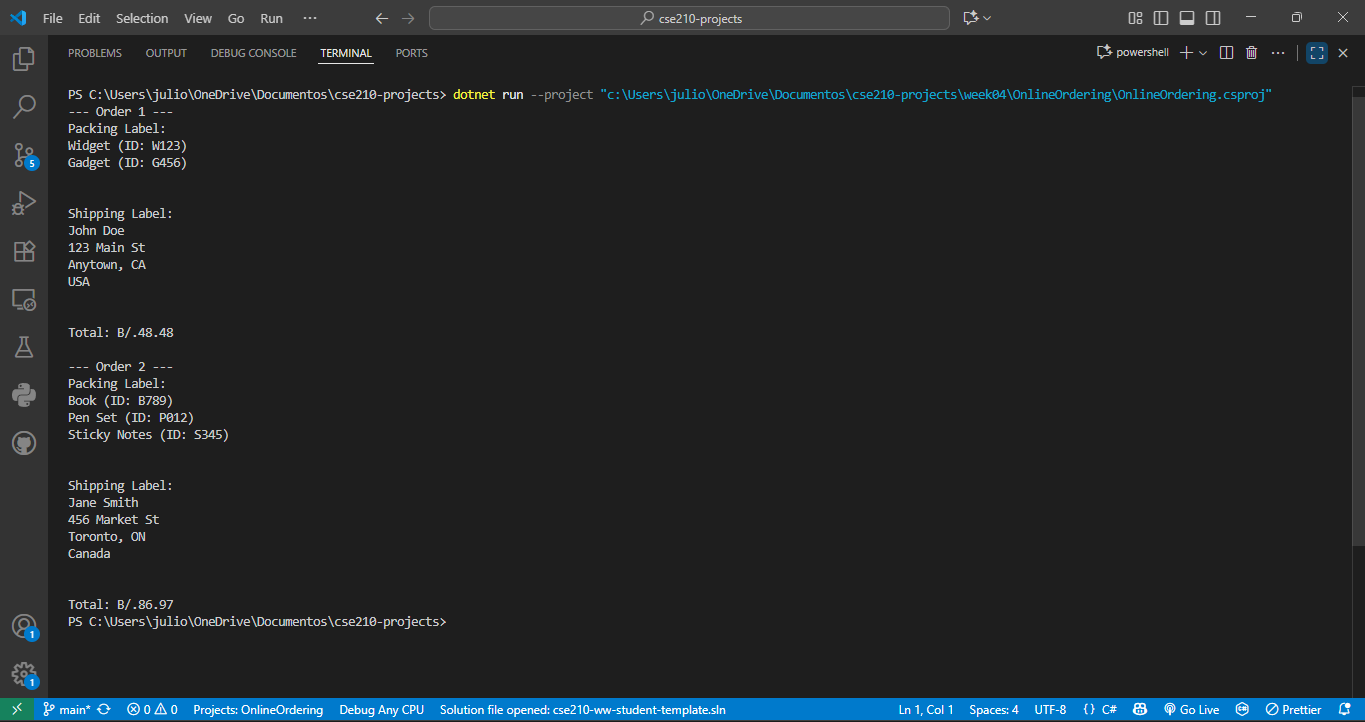 File Edit Selection View Go Run ···
cse210-projects
PROBLEMS OUTPUT DEBUG CONSOLE TERMINAL PORTS
powershell
PS C:\Users\julio\OneDrive\Documentos\cse210-projects> dotnet run --project "c:\Users\julio\OneDrive\Documentos\cse210-projects\week04\OnlineOrdering\OnlineOrdering.csproj"
--- Order 1 ---
Packing Label:
Widget (ID: W123)
Gadget (ID: G456)
Shipping Label:
John Doe
123 Main St
Anytown, CA
USA
Total: B/.48.48
--- Order 2 ---
Packing Label:
Book (ID: B789)
Pen Set (ID: P012)
Sticky Notes (ID: S345)
Shipping Label:
Jane Smith
456 Market St
Toronto, ON
Canada
Total: B/.86.97
PS C:\Users\julio\OneDrive\Documentos\cse210-projects>
5
1
1
main* 0 0 Projects: OnlineOrdering Debug Any CPU Solution file opened: cse210-ww-student-template.sln Ln 1, Col 1 Spaces: 4 UTF-8 {} C# Go Live Prettier